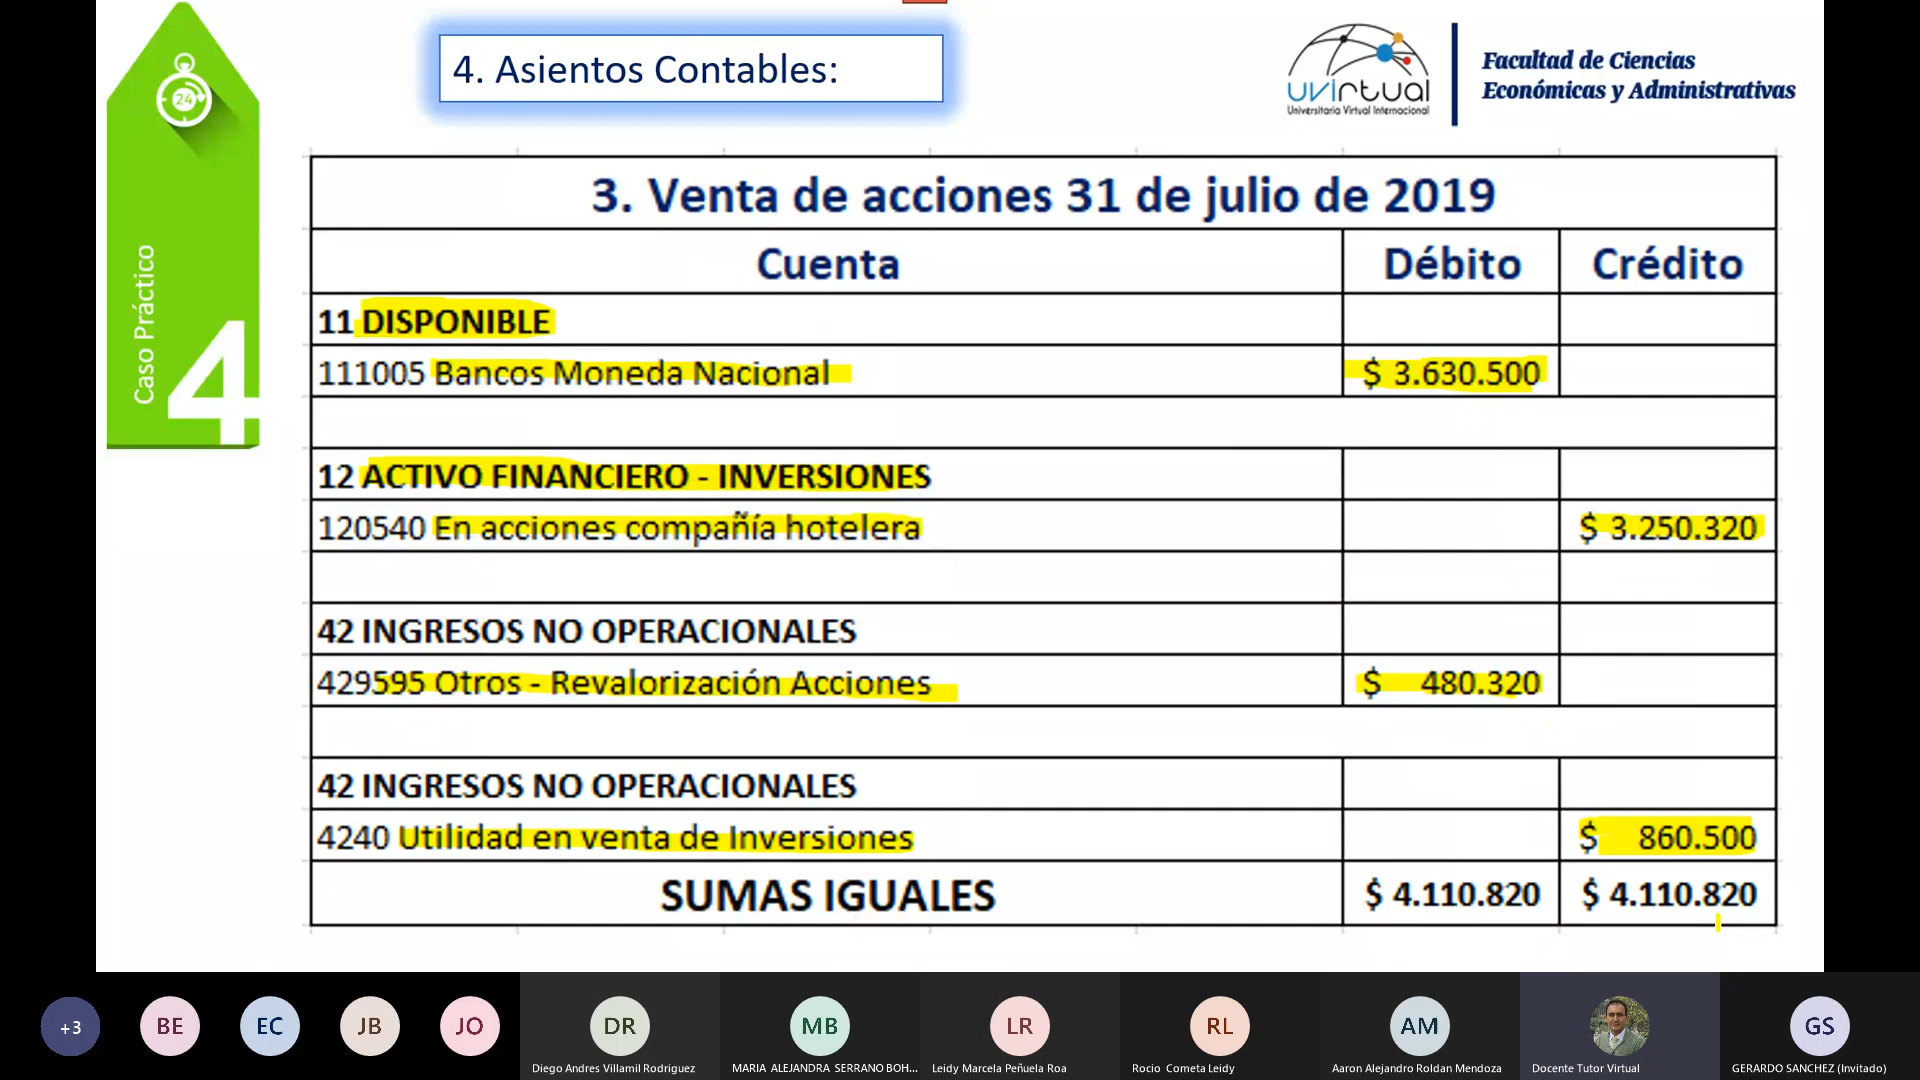 4. Asientos Contables:
24
Caso Práctico
4
uvirtual
Universitaria Virtual Internacional
Facultad de Ciencias
Económicas y Administrativas
3. Venta de acciones 31 de julio de 2019
Cuenta Débito Crédito
11 DISPONIBLE
111005 Bancos Moneda Nacional $ 3.630.500
12 ACTIVO FINANCIERO - INVERSIONES
120540 En acciones compañía hotelera $ 3.250.320
42 INGRESOS NO OPERACIONALES
429595 Otros - Revalorización Acciones $ 480.320
42 INGRESOS NO OPERACIONALES
4240 Utilidad en venta de Inversiones $ 860.500
SUMAS IGUALES $ 4.110.820 $ 4.110.820
+3 BE EC JB JO DR MB LR RL AM GS
Diego Andres Villamil Rodriguez MARIA ALEJANDRA SERRANO BOH... Leidy Marcela Peñuela Roa Rocio Cometa Leidy Aaron Alejandro Roldan Mendoza Docente Tutor Virtual GERARDO SANCHEZ (Invitado)